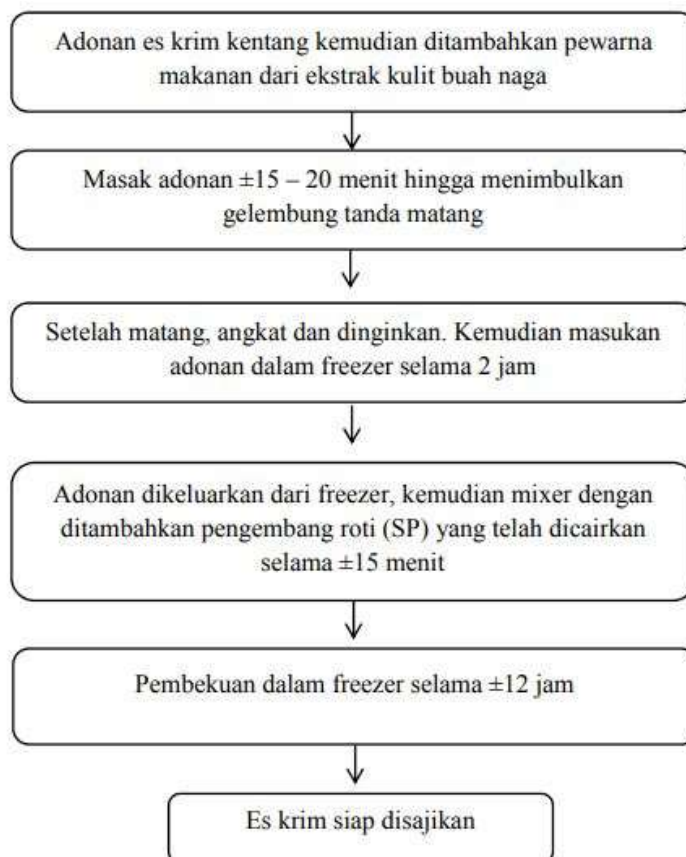 Adonan es krim kentang kemudian ditambahkan pewarna
makanan dari ekstrak kulit buah naga
Masak adonan ±15 – 20 menit hingga menimbulkan
gelembung tanda matang
Setelah matang, angkat dan dinginkan. Kemudian masukan
adonan dalam freezer selama 2 jam
Adonan dikeluarkan dari freezer, kemudian mixer dengan
ditambahkan pengembang roti (SP) yang telah dicairkan
selama ±15 menit
Pembekuan dalam freezer selama ±12 jam
Es krim siap disajikan